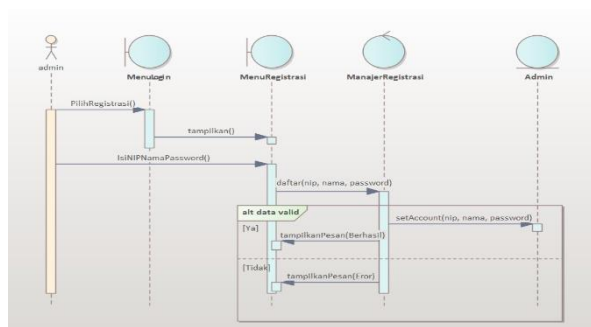 admin
Menulogin
MenuRegistrasi
ManajerRegistrasi
Admin
PilihRegistrasi()
tampilkan()
IsiNIPNamaPassword()
daftar(nip, nama, password)
alt data valid
setAccount(nip, nama, password)
[Ya]
tampilkanPesan(Berhasil)
[Tidak]
tampilkanPesan(Eror)